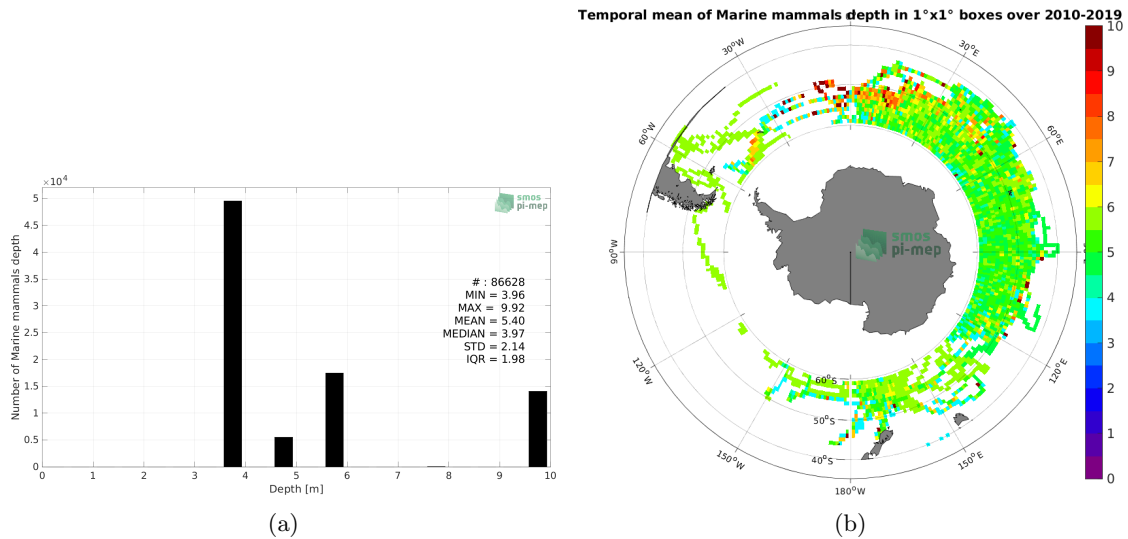 ×10⁴
5
4.5
4
3.5
3
2.5
2
1.5
1
0.5
0
Number of Marine mammals depth
smos
pi-mep
# : 86628
MIN = 3.96
MAX = 9.92
MEAN = 5.40
MEDIAN = 3.97
STD = 2.14
IQR = 1.98
0 1 2 3 4 5 6 7 8 9 10
Depth [m]
(a)
Temporal mean of Marine mammals depth in 1°x1° boxes over 2010-2019
30°W
30°E
60°W
60°E
90°W
smos
pi-mep
120°W
120°E
150°W
150°E
180°W
60°S
50°S
40°S
10
9
8
7
6
5
4
3
2
1
0
(b)